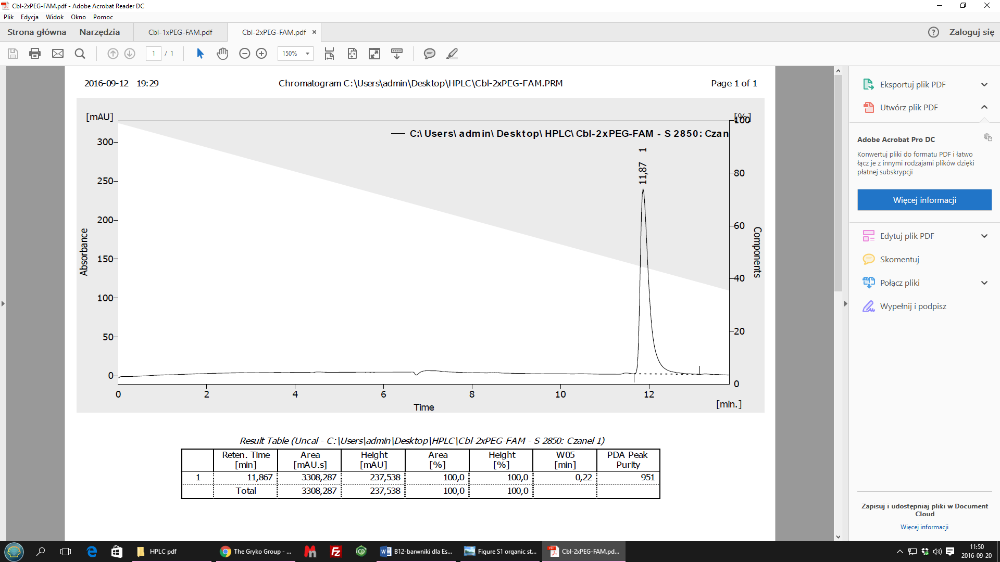 Cbl-2xPEG-FAM.pdf - Adobe Acrobat Reader DC
Plik Edycja Widok Okno Pomoc
Strona główna Narzędzia Cbl-1xPEG-FAM.pdf Cbl-2xPEG-FAM.pdf × Zaloguj się
1 / 1 150%
2016-09-12 19:29 Chromatogram C:\Users\admin\Desktop\HPLC\Cbl-2xPEG-FAM.PRM Page 1 of 1
[mAU] [%]
100
C:\Users\admin\Desktop\HPLC\Cbl-2xPEG-FAM - S 2850: Czan
300
250
200
150
100
50
0
Absorbance
11,87 1
80
60
40
20
0
Components
0 2 4 6 8 10 12
Time [min.]
Result Table (Uncal - C:\Users\admin\Desktop\HPLC\Cbl-2xPEG-FAM - S 2850: Czanel 1)
Reten. Time [min] Area [mAU.s] Height [mAU] Area [%] Height [%] W05 [min] PDA Peak Purity
1 11,867 3308,287 237,538 100,0 100,0 0,22 951
Total 3308,287 237,538 100,0 100,0
Eksportuj plik PDF
Utwórz plik PDF
Adobe Acrobat Pro DC
Konwertuj pliki do formatu PDF i łatwo
łącz je z innymi rodzajami plików dzięki
płatnej subskrypcji
Więcej informacji
Edytuj plik PDF
Skomentuj
Połącz pliki
Wypełnij i podpisz
Zapisuj i udostępniaj pliki w Document
Cloud
Więcej informacji
HPLC pdf
The Gryko Group - ...
B12-barwniki dla Es...
Figure S1 organic st...
Cbl-2xPEG-FAM.pd...
11:50
2016-09-20